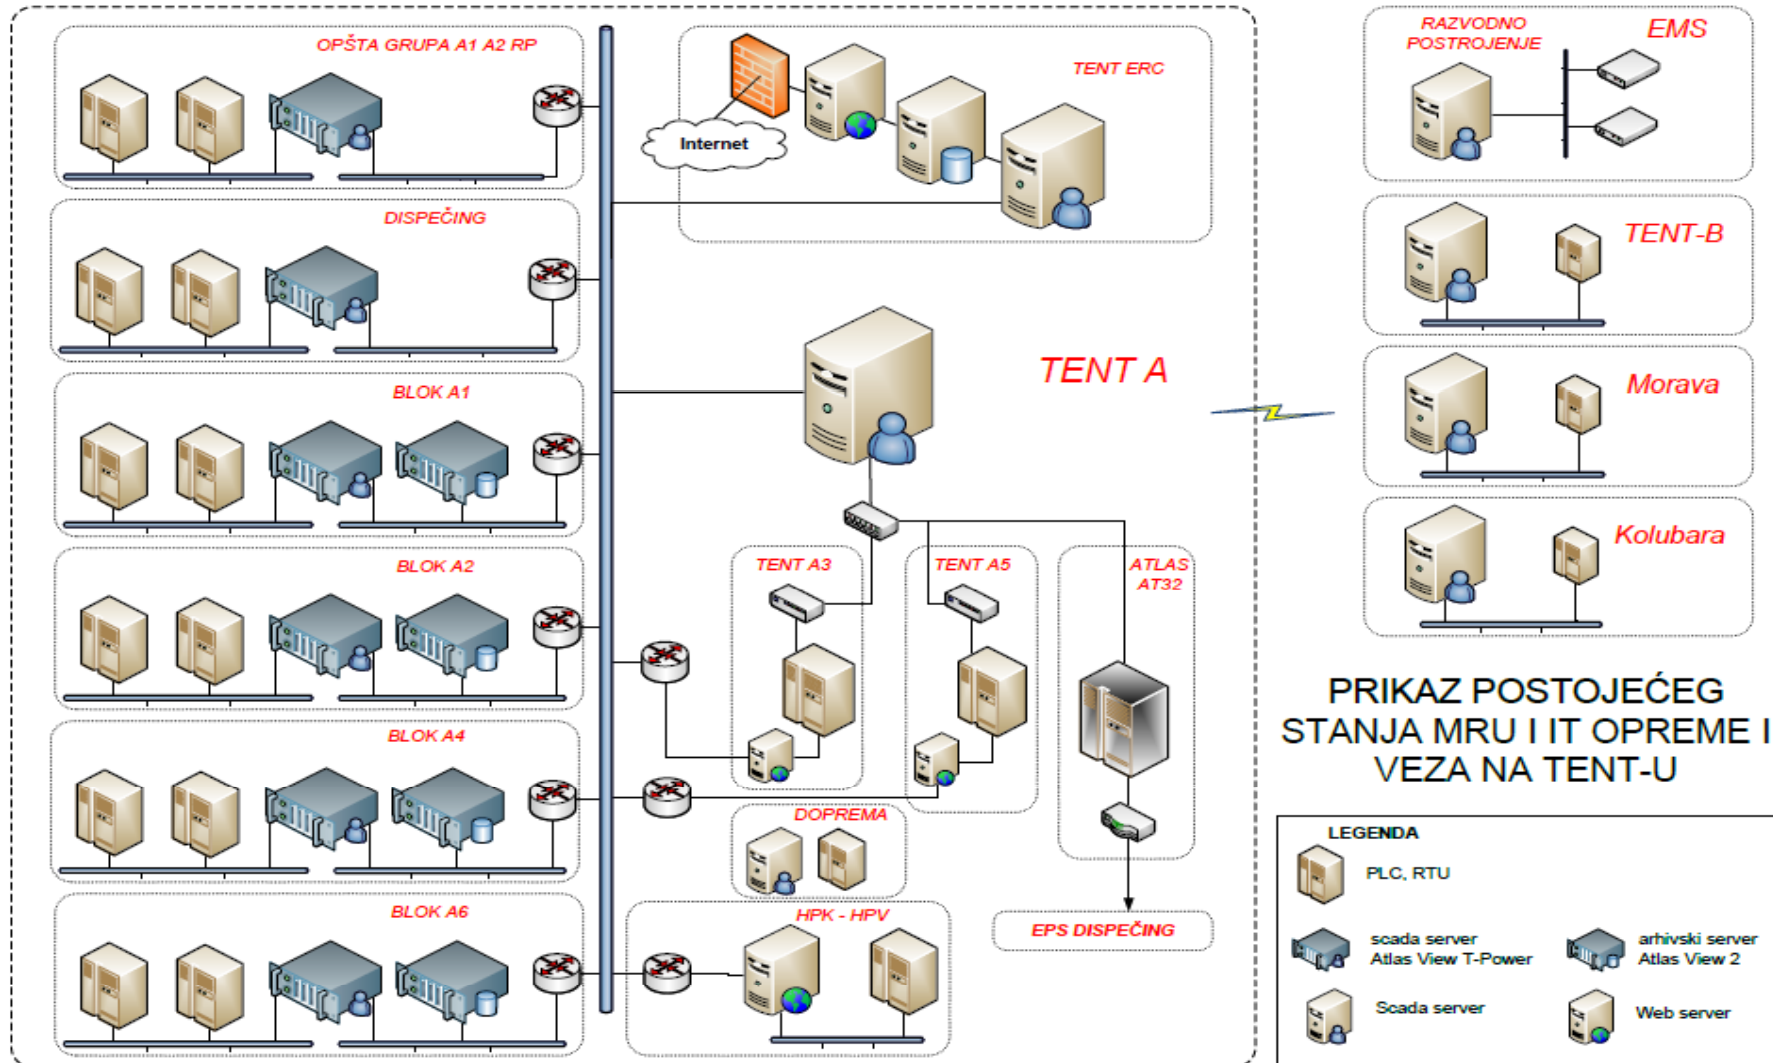 OPŠTA GRUPA A1 A2 RP
DISPEČING
BLOK A1
BLOK A2
BLOK A4
BLOK A6
TENT ERC
Internet
TENT A
TENT A3
TENT A5
ATLAS
AT32
DOPREMA
HPK - HPV
EPS DISPEČING
RAZVODNO
POSTROJENJE
EMS
TENT-B
Morava
Kolubara
PRIKAZ POSTOJEĆEG
STANJA MRU I IT OPREME I
VEZA NA TENT-U
LEGENDA
PLC, RTU
scada server
Atlas View T-Power
arhivski server
Atlas View 2
Scada server
Web server